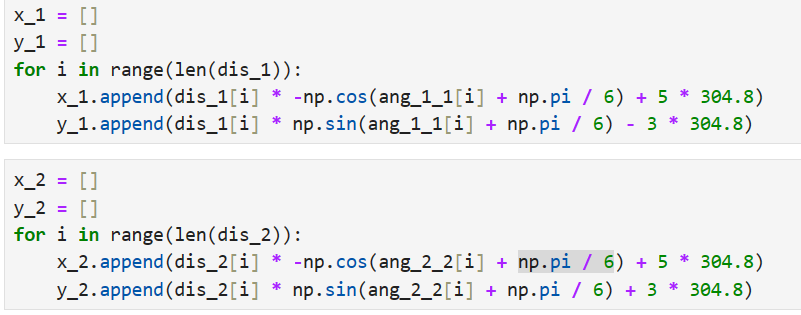 x_1 = []
y_1 = []
for i in range(len(dis_1)):
    x_1.append(dis_1[i] * -np.cos(ang_1_1[i] + np.pi / 6) + 5 * 304.8)
    y_1.append(dis_1[i] * np.sin(ang_1_1[i] + np.pi / 6) - 3 * 304.8)
x_2 = []
y_2 = []
for i in range(len(dis_2)):
    x_2.append(dis_2[i] * -np.cos(ang_2_2[i] + np.pi / 6) + 5 * 304.8)
    y_2.append(dis_2[i] * np.sin(ang_2_2[i] + np.pi / 6) + 3 * 304.8)